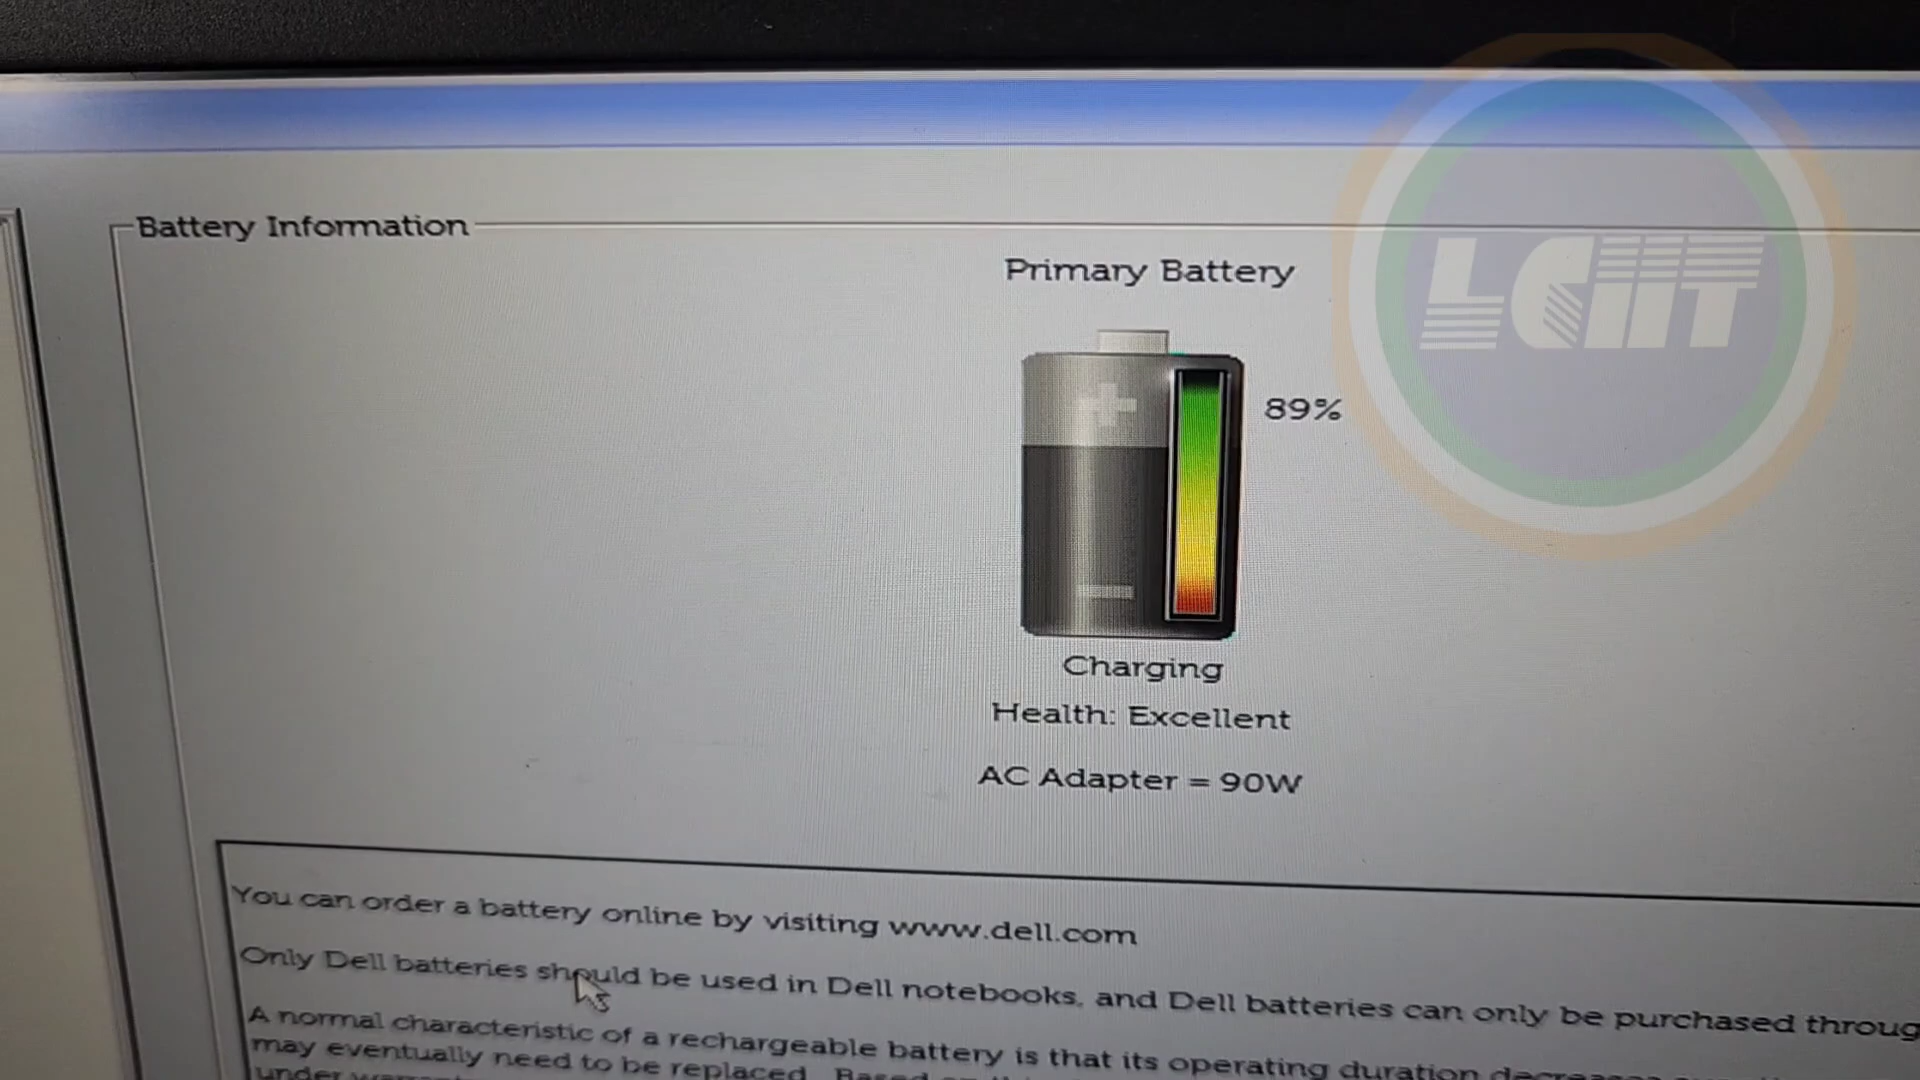 Battery Information
Primary Battery
LCIIT
89%
Charging
Health: Excellent
AC Adapter = 90W
You can order a battery online by visiting www.dell.com
Only Dell batteries should be used in Dell notebooks, and Dell batteries can only be purchased throug
A normal characteristic of a rechargeable battery is that its operating duration
may eventually need to be replaced.
under